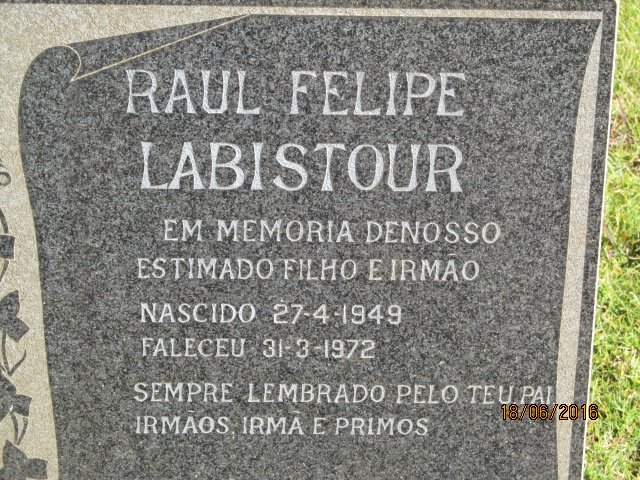 RAUL FELIPE
LABISTOUR
EM MEMORIA DENOSSO
ESTIMADO FILHO E IRMÃO
NASCIDO 27-4-1949
FALECEU 31-3-1972
SEMPRE LEMBRADO PELO TEU PAI
IRMÃOS, IRMÃ E PRIMOS
18/06/2016